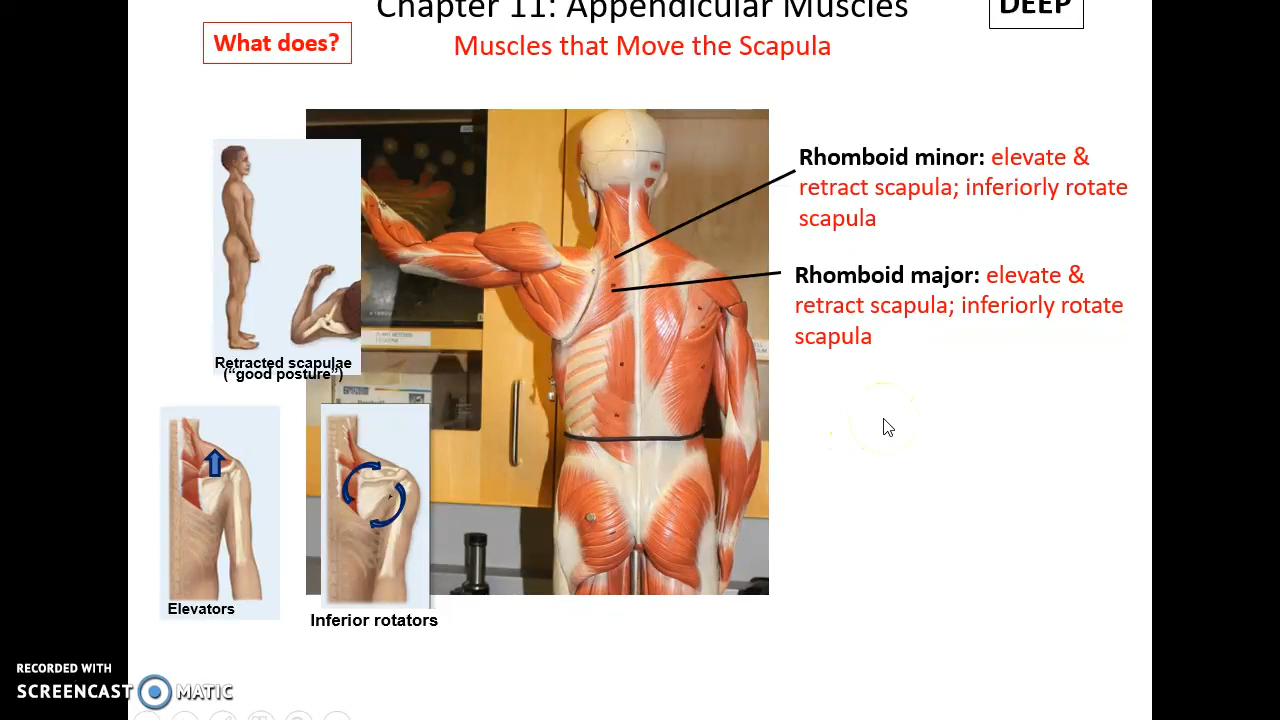 Chapter 11: Appendicular Muscles
DEEP
What does?
Muscles that Move the Scapula
Rhomboid minor: elevate &
retract scapula; inferiorly rotate
scapula
Rhomboid major: elevate &
retract scapula; inferiorly rotate
scapula
Retracted scapulae
("good posture")
Elevators
Inferior rotators
RECORDED WITH
SCREENCAST MATIC